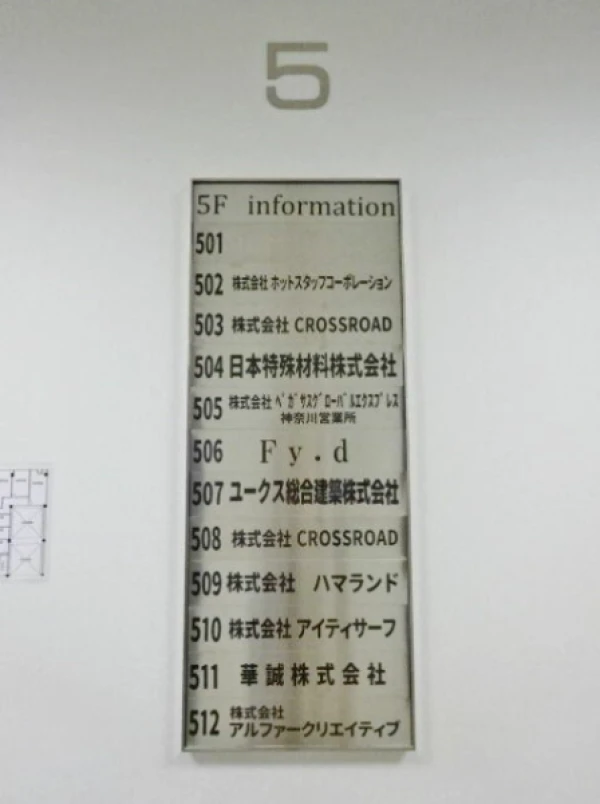 5
5F information
501
502 株式会社 ホットスタッフコーポレーション
503 株式会社 CROSSROAD
504 日本特殊材料株式会社
505 株式会社 ペガサスグローバルエクスプレス
神奈川営業所
506 Fy.d
507 ユークス総合建築株式会社
508 株式会社 CROSSROAD
509 株式会社 ハマランド
510 株式会社 アイティサーフ
511 華誠株式会社
512 株式会社
アルファークリエイティブ